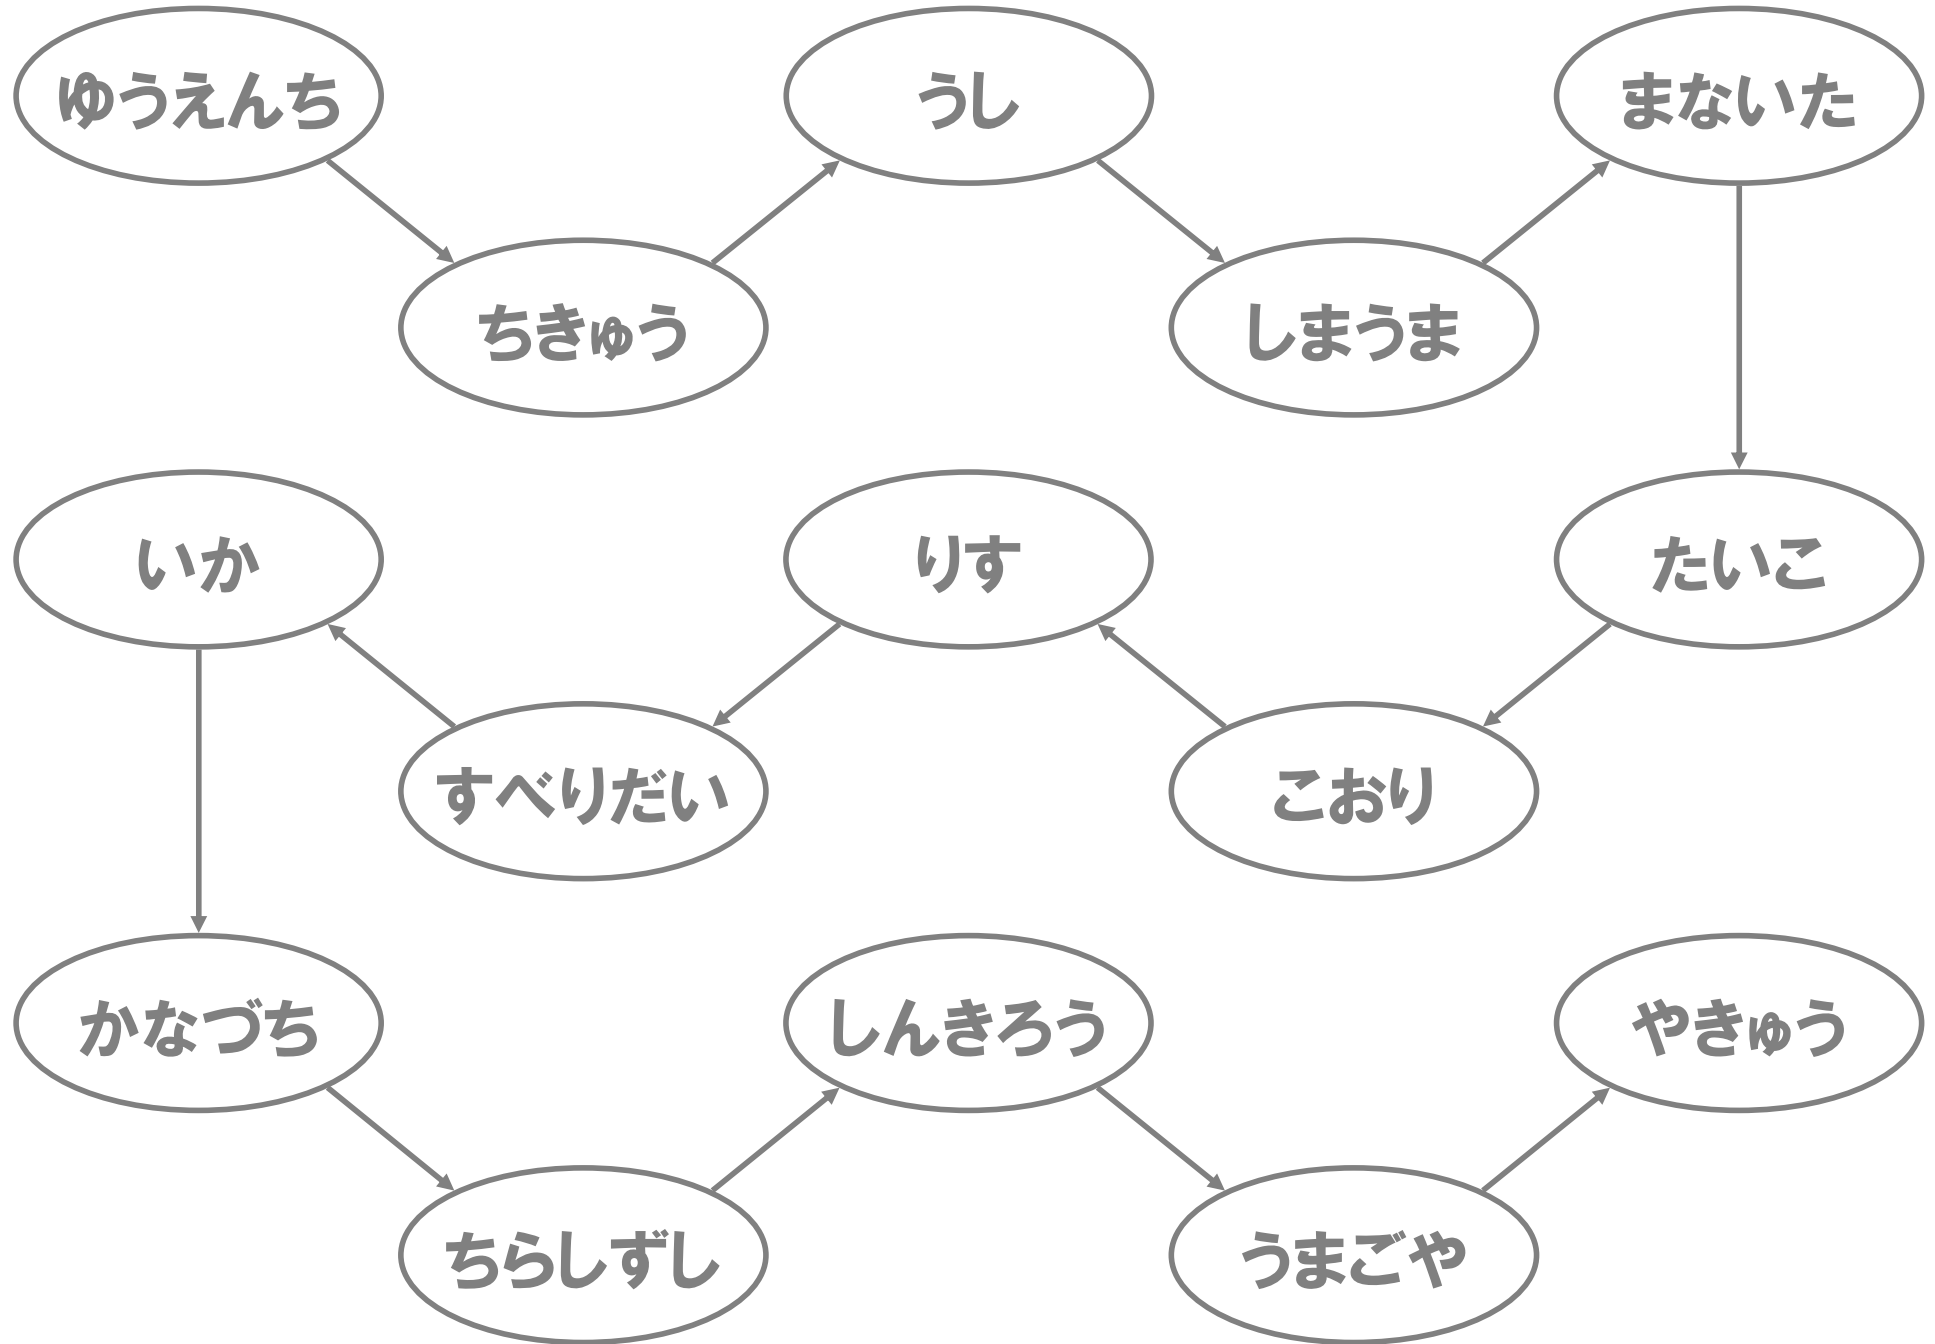 ゆうえんち
ちきゅう
うし
しまうま
まないた
たいこ
こおり
りす
すべりだい
いか
かなづち
ちらしずし
しんきろう
うまごや
やきゅう